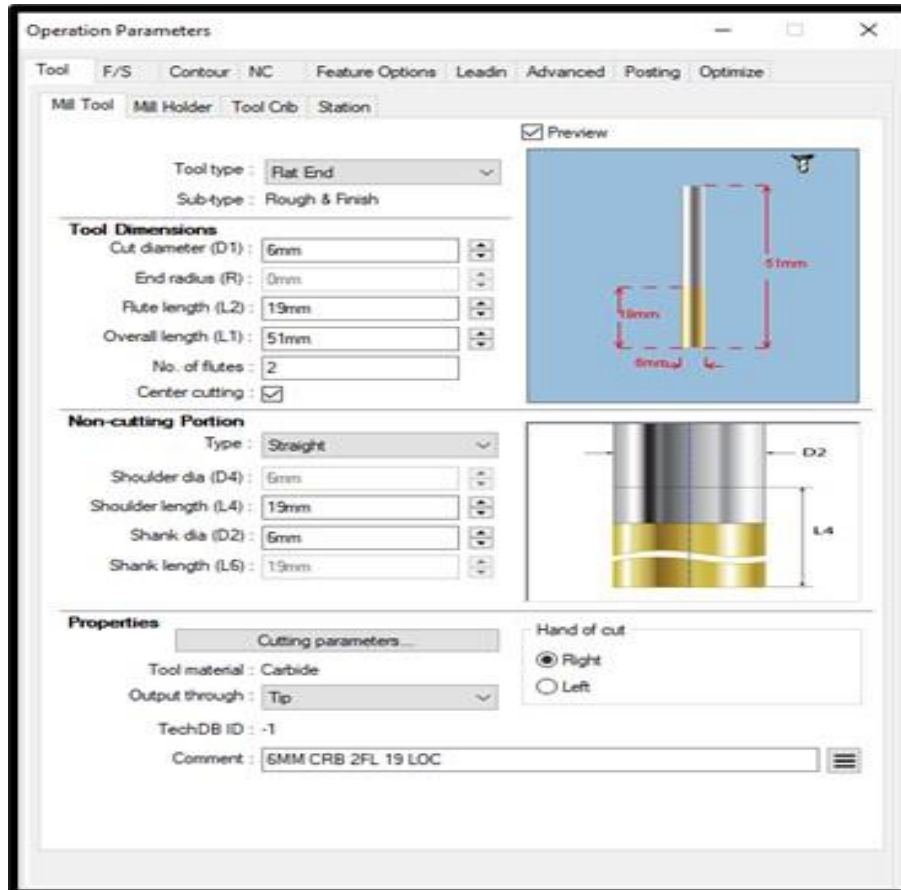 Operation Parameters
Tool F/S Contour NC Feature Options Leadin Advanced Posting Optimize
Mill Tool Mill Holder Tool Crib Station
Preview
Tool type : Flat End
Sub-type : Rough & Finish
Tool Dimensions
Cut diameter (D1) : 6mm
End radius (R) : 0mm
Flute length (L2) : 19mm
Overall length (L1) : 51mm
No. of flutes : 2
Center cutting :
51mm
19mm
6mm
Non-cutting Portion
Type : Straight
Shoulder dia (D4) : 6mm
Shoulder length (L4) : 19mm
Shank dia (D2) : 6mm
Shank length (L6) : 19mm
D2
L4
Properties
Cutting parameters...
Tool material : Carbide
Output through : Tip
TechDB ID : -1
Comment : 6MM CRB 2FL 19 LOC
Hand of cut
Right
Left